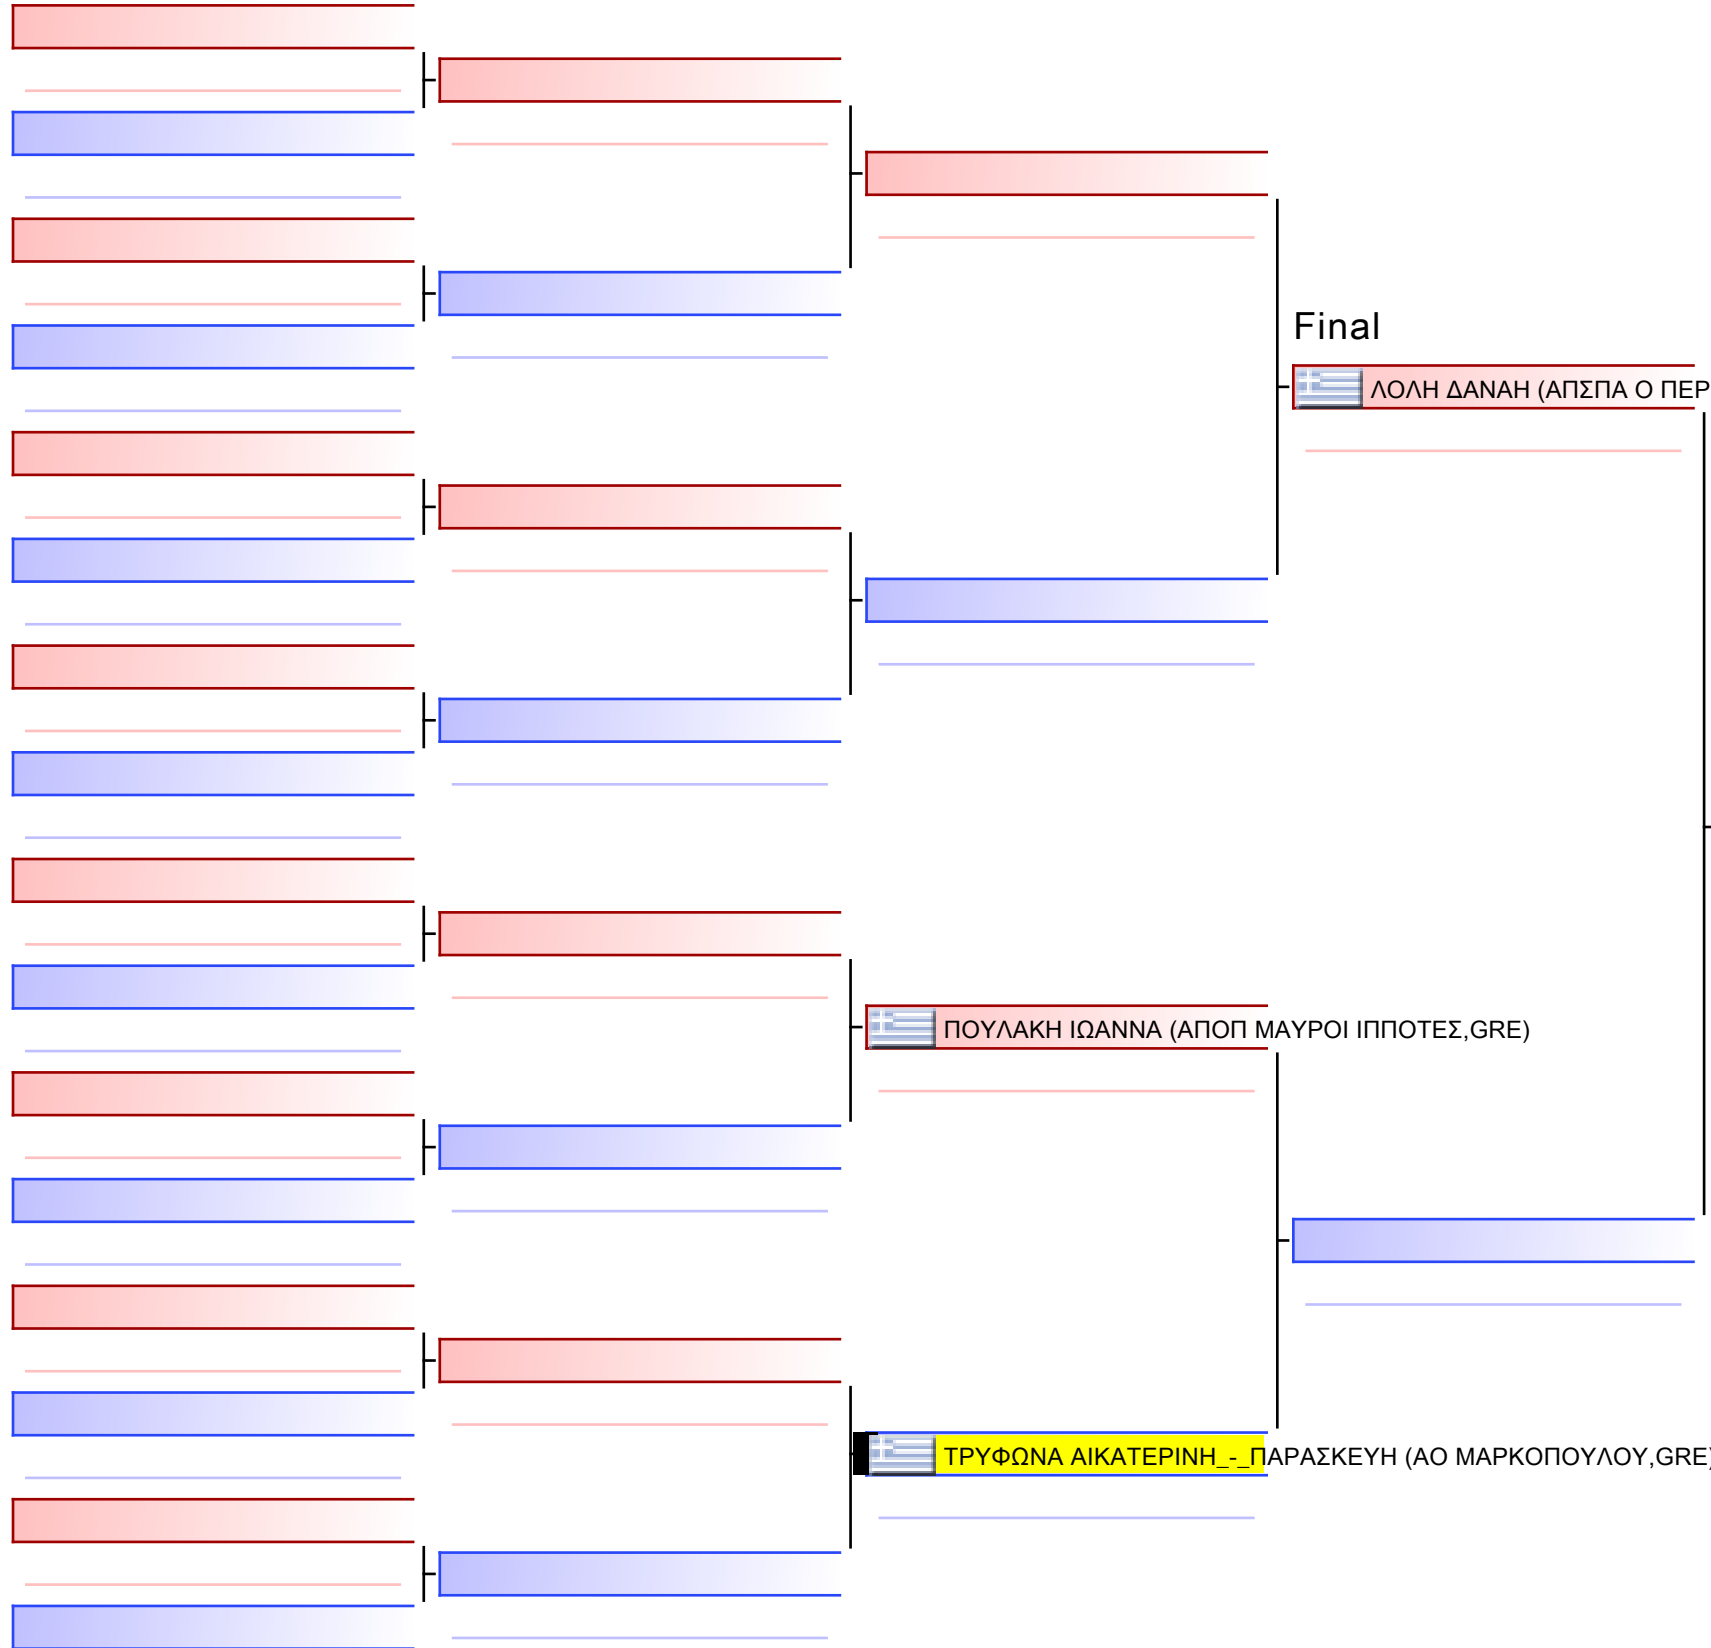 Final
ΛΟΛΗ ΔΑΝΑΗ (ΑΠΣΠΑ Ο ΠΕΡ
ΠΟΥΛΑΚΗ ΙΩΑΝΝΑ (ΑΠΟΠ ΜΑΥΡΟΙ ΙΠΠΟΤΕΣ,GRE)
ΤΡΥΦΩΝΑ ΑΙΚΑΤΕΡΙΝΗ_-_ΠΑΡΑΣΚΕΥΗ (ΑΟ ΜΑΡΚΟΠΟΥΛΟΥ,GRE)